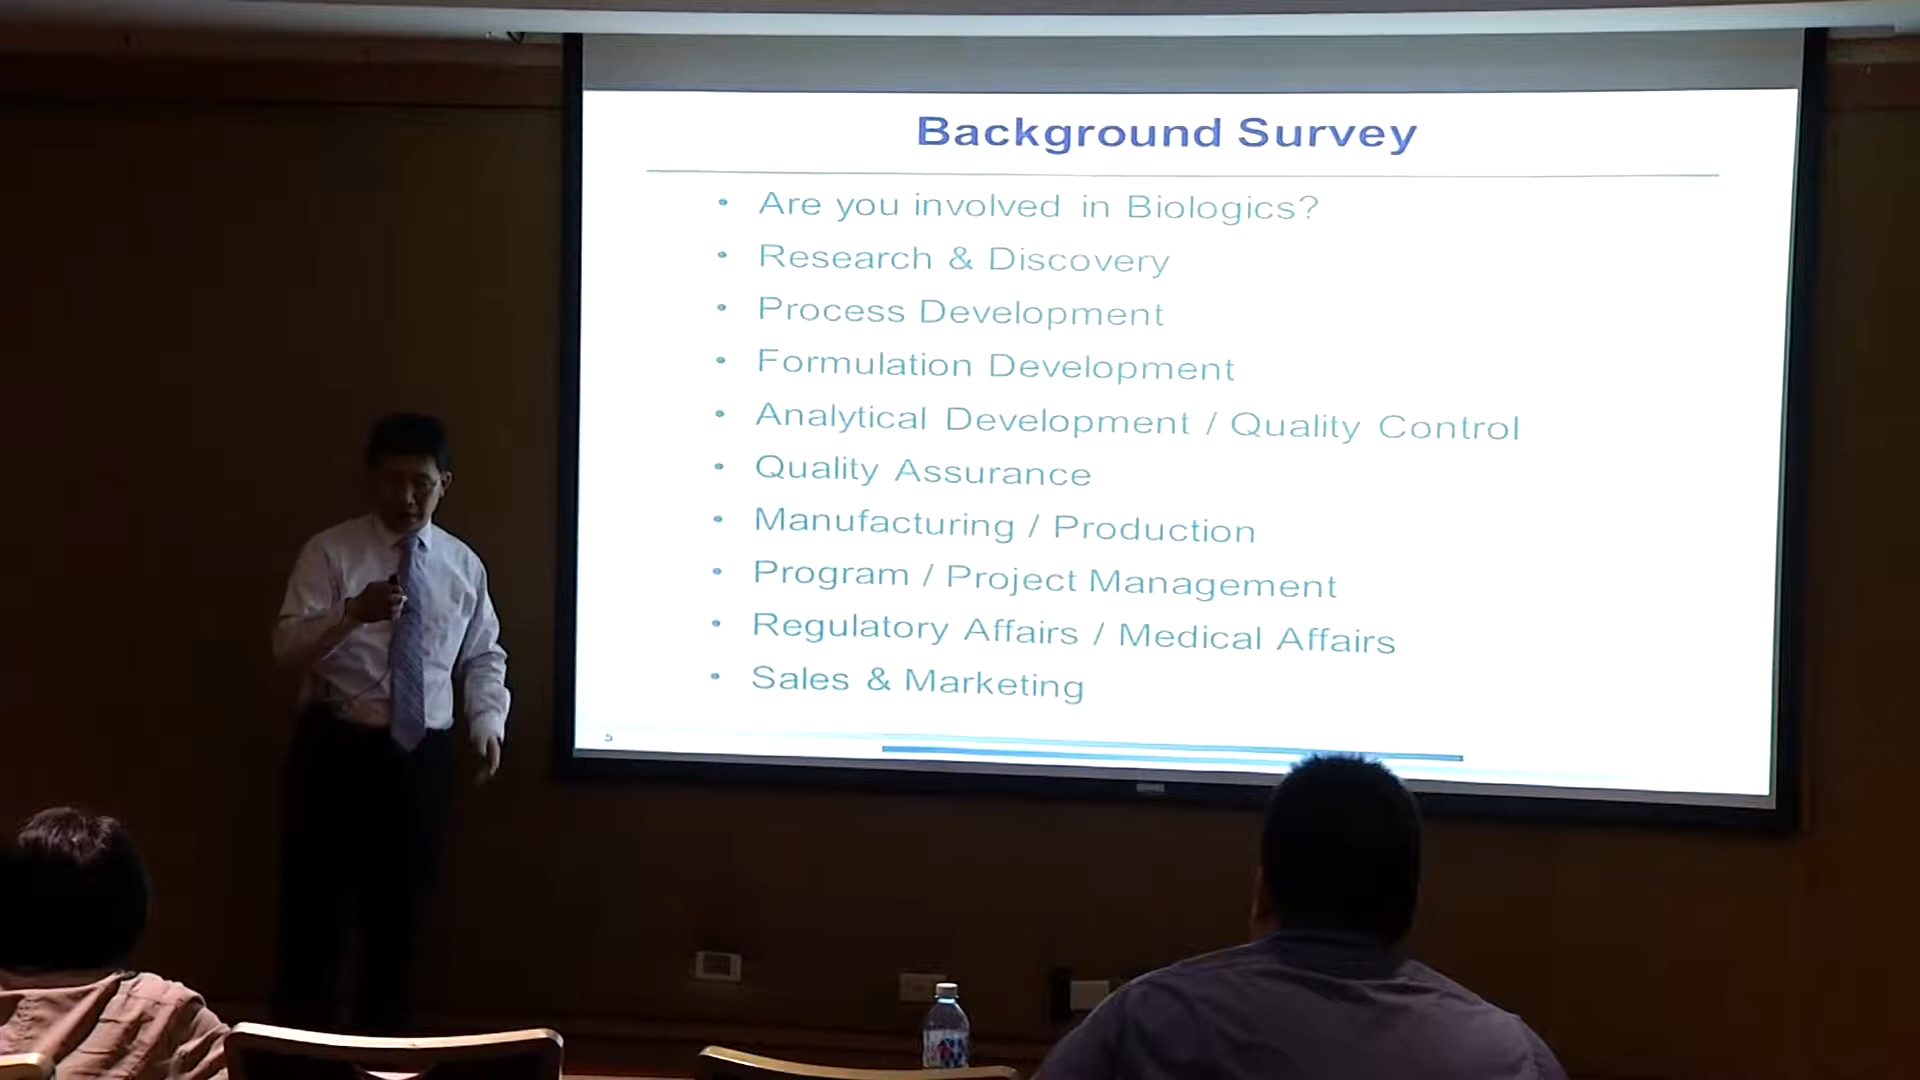 Background Survey
• Are you involved in Biologics?
• Research & Discovery
• Process Development
• Formulation Development
• Analytical Development / Quality Control
• Quality Assurance
• Manufacturing / Production
• Program / Project Management
• Regulatory Affairs / Medical Affairs
• Sales & Marketing
5